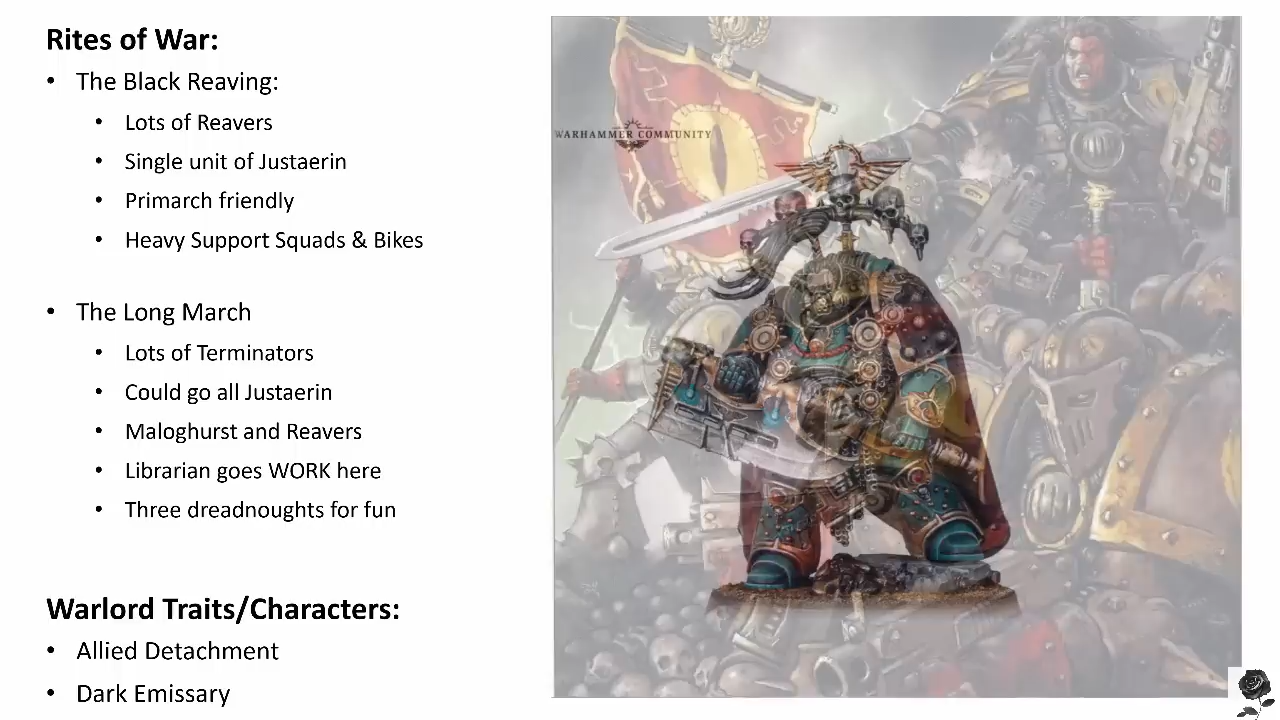 Rites of War:
• The Black Reaving:
• Lots of Reavers
• Single unit of Justaerin
• Primarch friendly
• Heavy Support Squads & Bikes
• The Long March
• Lots of Terminators
• Could go all Justaerin
• Maloghurst and Reavers
• Librarian goes WORK here
• Three dreadnoughts for fun
Warlord Traits/Characters:
• Allied Detachment
• Dark Emissary
WARHAMMER COMMUNITY